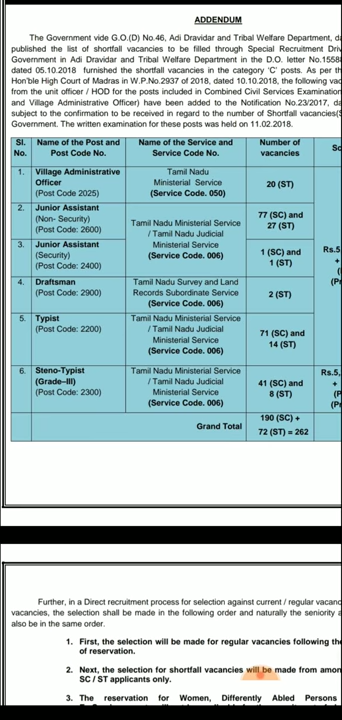 ADDENDUM
The Government vide G.O.(D) No.46, Adi Dravidar and Tribal Welfare Department,
published the list of shortfall vacancies to be filled through Special Recruitment
Government in Adi Dravidar and Tribal Welfare Department in the D.O. letter No.1558
dated 05.10.2018 furnished the shortfall vacancies in the category 'C' posts. As per
Hon'ble High Court of Madras in W.P.No.2937 of 2018, dated 10.10.2018, the following
from the unit officer / HOD for the posts included in Combined Civil Services Examination
and Village Administrative Officer) have been added to the Notification No.23/2017,
subject to the confirmation to be received in regard to the number of Shortfall vacancies(
Government. The written examination for these posts was held on 11.02.2018.
Sl. No. Name of the Post and Post Code No. Name of the Service and Service Code No. Number of vacancies Sc
1. Village Administrative Officer (Post Code 2025) Tamil Nadu Ministerial Service (Service Code. 050) 20 (ST)
2. Junior Assistant (Non- Security) (Post Code: 2600) Tamil Nadu Ministerial Service / Tamil Nadu Judicial Ministerial Service (Service Code. 006) 77 (SC) and 27 (ST)
3. Junior Assistant (Security) (Post Code: 2400) 1 (SC) and 1 (ST) Rs.5, +
4. Draftsman (Post Code: 2900) Tamil Nadu Survey and Land Records Subordinate Service (Service Code. 006) 2 (ST)
5. Typist (Post Code: 2200) Tamil Nadu Ministerial Service / Tamil Nadu Judicial Ministerial Service (Service Code. 006) 71 (SC) and 14 (ST)
6. Steno-Typist (Grade–III) (Post Code: 2300) Tamil Nadu Ministerial Service / Tamil Nadu Judicial Ministerial Service (Service Code. 006) 41 (SC) and 8 (ST) Rs.5, +
Grand Total 190 (SC) + 72 (ST) = 262
Further, in a Direct recruitment process for selection against current / regular
vacancies, the selection shall be made in the following order and naturally the seniority
also be in the same order.
1. First, the selection will be made for regular vacancies following
of reservation.
2. Next, the selection for shortfall vacancies will be made from
SC / ST applicants only.
3. The reservation for Women, Differently Abled Persons